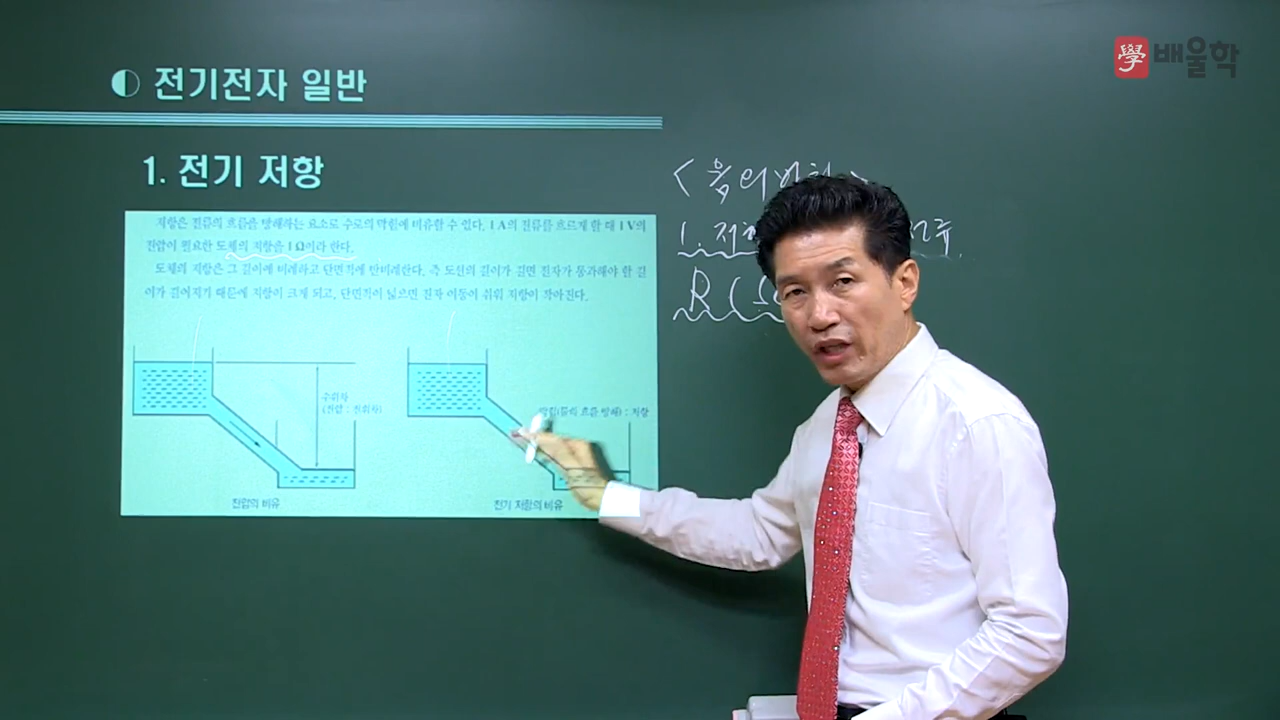 學 배울학
전기전자 일반
1. 전기 저항
저항은 전류의 흐름을 방해하는 요소로 수로의 막힘에 비유할 수 있다. 1 A의 전류를 흐르게 할 때 1 V의
전압이 필요한 도체의 저항을 1 Ω이라 한다.
도체의 저항은 그 길이에 비례하고 단면적에 반비례한다. 즉 도선의 길이가 길면 전자가 통과해야 할 길
이가 길어지기 때문에 저항이 크게 되고, 단면적이 넓으면 전자 이동이 쉬워 저항이 작아진다.
수위차
(전압 : 전위차)
막힘(물의 흐름 방해) : 저항
전압의 비유
전기 저항의 비유
< 옴의
1. 저
R (Ω